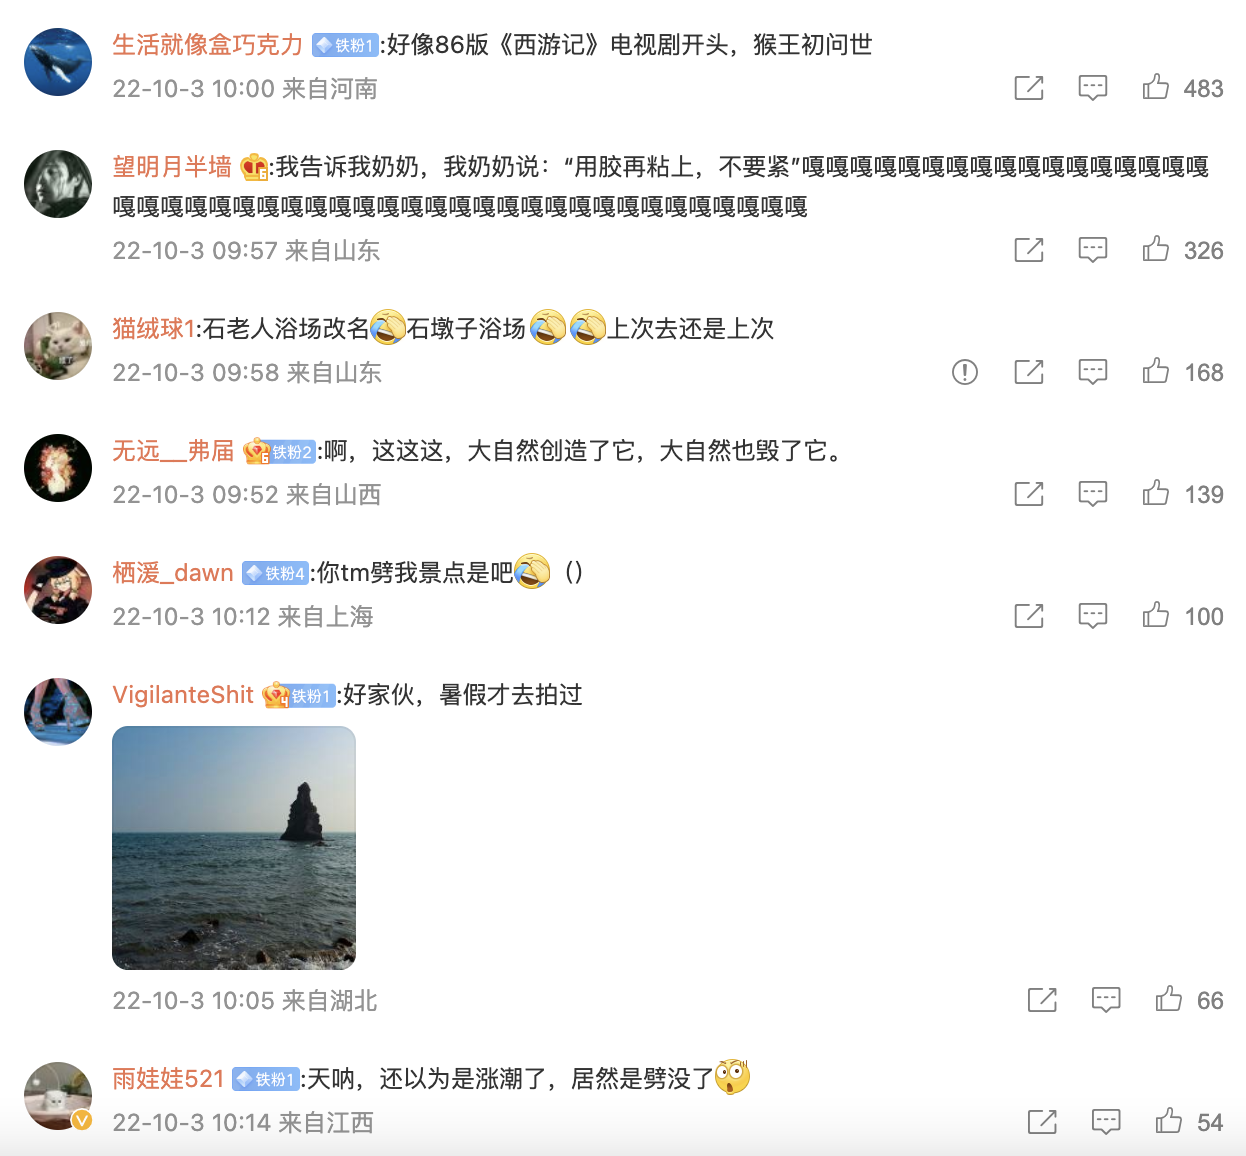 生活就像盒巧克力 铁粉1:好像86版《西游记》电视剧开头，猴王初问世
22-10-3 10:00 来自河南 483
望明月半墙 :我告诉我奶奶，我奶奶说：“用胶再粘上，不要紧”嘎嘎嘎嘎嘎嘎嘎嘎嘎嘎嘎嘎嘎嘎嘎嘎嘎
嘎嘎嘎嘎嘎嘎嘎嘎嘎嘎嘎嘎嘎嘎嘎嘎嘎嘎嘎嘎嘎嘎嘎嘎嘎嘎嘎嘎嘎
22-10-3 09:57 来自山东 326
猫绒球1:石老人浴场改名🤣石墩子浴场🤣🤣上次去还是上次
22-10-3 09:58 来自山东 168
无远__弗届 铁粉2:啊，这这这，大自然创造了它，大自然也毁了它。
22-10-3 09:52 来自山西 139
栖湲_dawn 铁粉4:你tm劈我景点是吧🤣（）
22-10-3 10:12 来自上海 100
VigilanteShit 铁粉1:好家伙，暑假才去拍过
22-10-3 10:05 来自湖北 66
雨娃娃521 铁粉1:天呐，还以为是涨潮了，居然是劈没了😲
22-10-3 10:14 来自江西 54